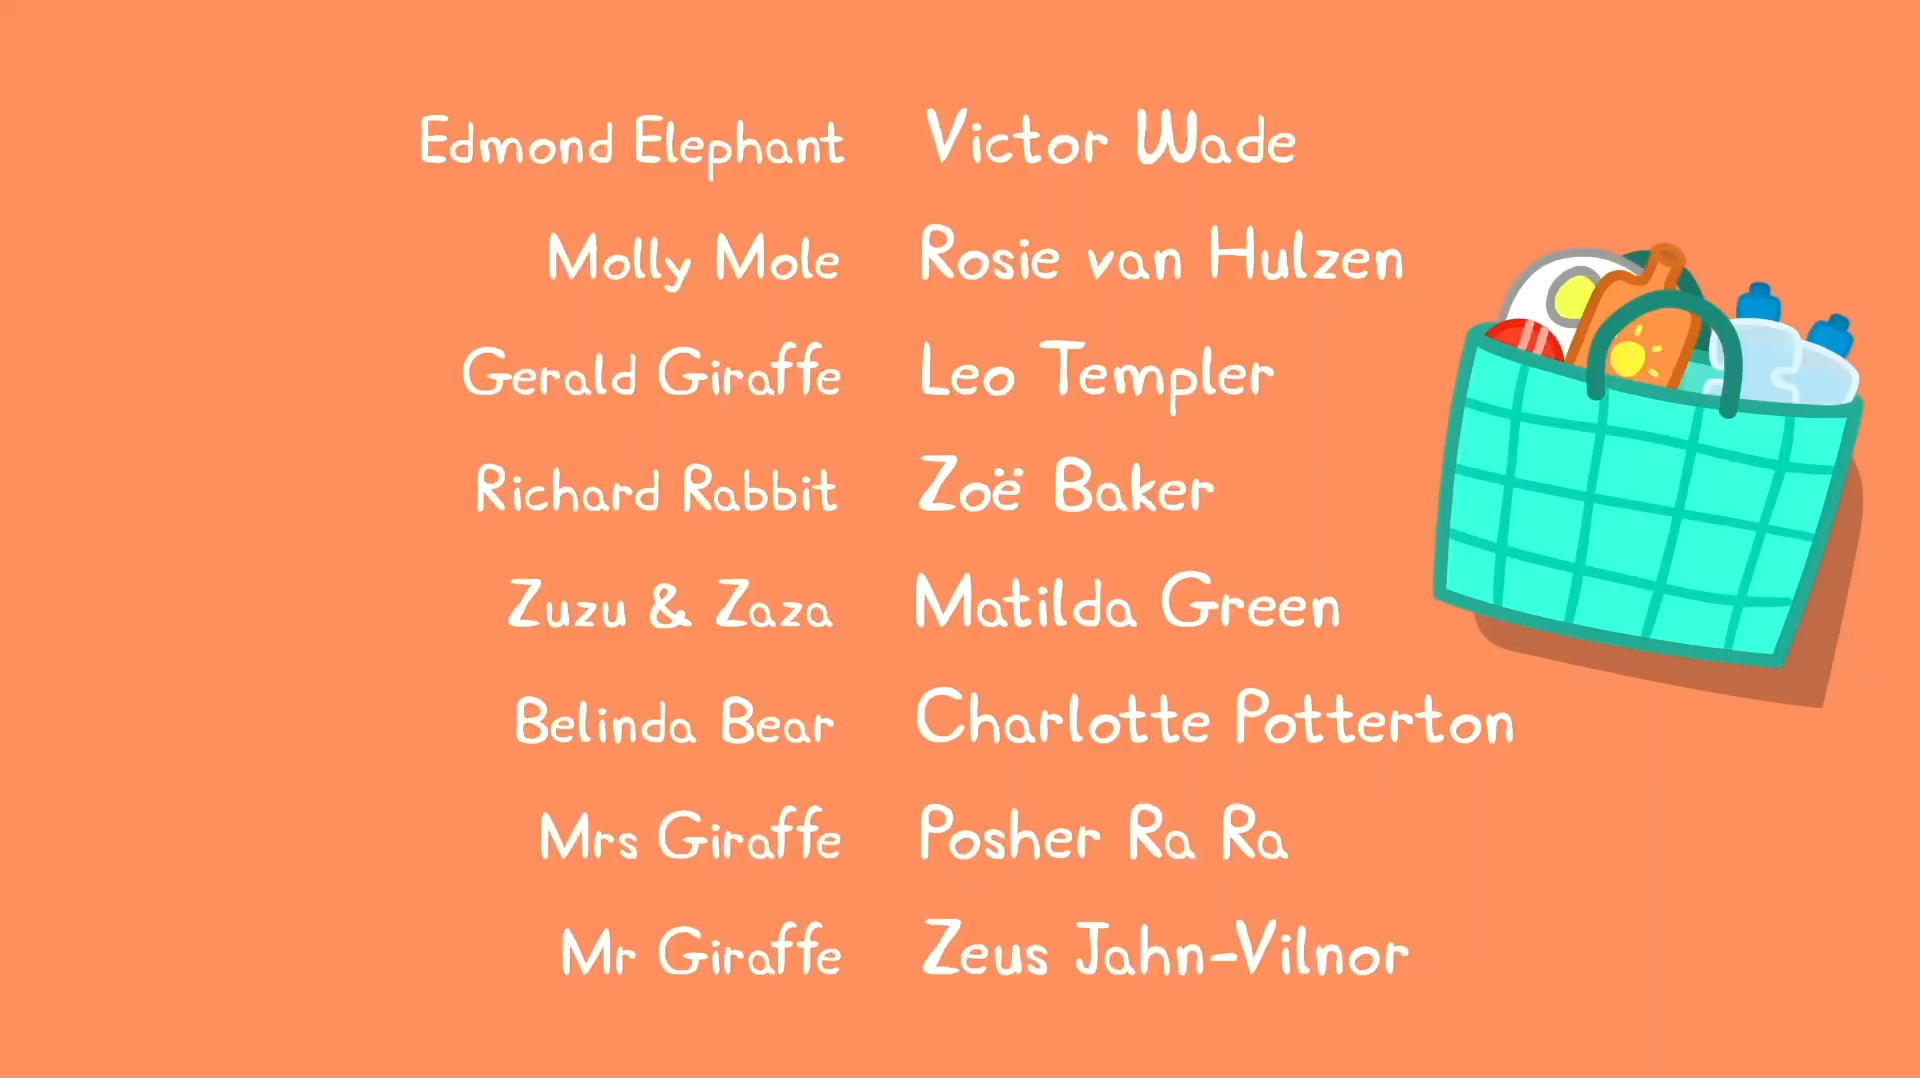 Edmond Elephant Victor Wade
Molly Mole Rosie van Hulzen
Gerald Giraffe Leo Templer
Richard Rabbit Zoë Baker
Zuzu & Zaza Matilda Green
Belinda Bear Charlotte Potterton
Mrs Giraffe Posher Ra Ra
Mr Giraffe Zeus Jahn-Vilnor